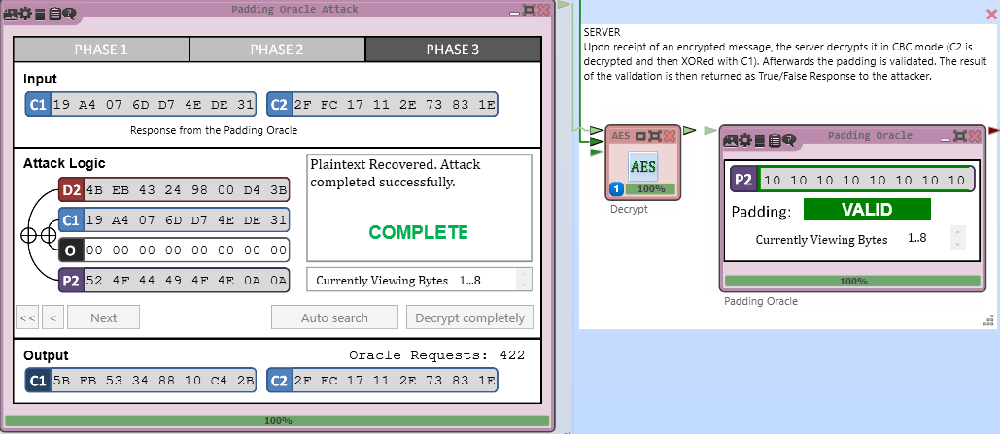 Padding Oracle Attack
PHASE 1 PHASE 2 PHASE 3
Input
C1 19 A4 07 6D D7 4E DE 31 C2 2F FC 17 11 2E 73 83 1E
Response from the Padding Oracle
Attack Logic
D2 4B EB 43 24 98 00 D4 3B
C1 19 A4 07 6D D7 4E DE 31
O 00 00 00 00 00 00 00 00
P2 52 4F 44 49 4F 4E 0A 0A
Plaintext Recovered. Attack
completed successfully.
COMPLETE
Currently Viewing Bytes 1...8
<< < Next Auto search Decrypt completely
Output Oracle Requests: 422
C1 5B FB 53 34 88 10 C4 2B C2 2F FC 17 11 2E 73 83 1E
100%
SERVER
Upon receipt of an encrypted message, the server decrypts it in CBC mode (C2 is
decrypted and then XORed with C1). Afterwards the padding is validated. The result
of the validation is then returned as True/False Response to the attacker.
AES
AES
1 100%
Decrypt
Padding Oracle
P2 10 10 10 10 10 10 10 10
Padding: VALID
Currently Viewing Bytes 1..8
100%
Padding Oracle